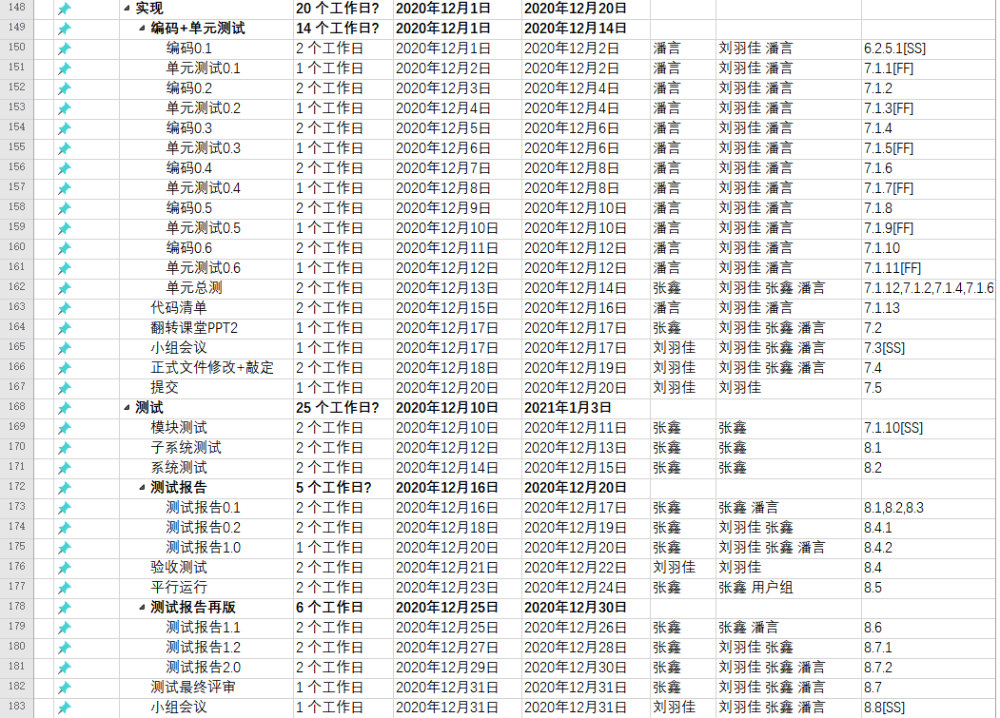 148 实现 20 个工作日? 2020年12月1日 2020年12月20日
149 编码+单元测试 14 个工作日? 2020年12月1日 2020年12月14日
150 编码0.1 2 个工作日 2020年12月1日 2020年12月2日 潘言 刘羽佳 潘言 6.2.5.1[SS]
151 单元测试0.1 1 个工作日 2020年12月2日 2020年12月2日 潘言 刘羽佳 潘言 7.1.1[FF]
152 编码0.2 2 个工作日 2020年12月3日 2020年12月4日 潘言 刘羽佳 潘言 7.1.2
153 单元测试0.2 1 个工作日 2020年12月4日 2020年12月4日 潘言 刘羽佳 潘言 7.1.3[FF]
154 编码0.3 2 个工作日 2020年12月5日 2020年12月6日 潘言 刘羽佳 潘言 7.1.4
155 单元测试0.3 1 个工作日 2020年12月6日 2020年12月6日 潘言 刘羽佳 潘言 7.1.5[FF]
156 编码0.4 2 个工作日 2020年12月7日 2020年12月8日 潘言 刘羽佳 潘言 7.1.6
157 单元测试0.4 1 个工作日 2020年12月8日 2020年12月8日 潘言 刘羽佳 潘言 7.1.7[FF]
158 编码0.5 2 个工作日 2020年12月9日 2020年12月10日 潘言 刘羽佳 潘言 7.1.8
159 单元测试0.5 1 个工作日 2020年12月10日 2020年12月10日 潘言 刘羽佳 潘言 7.1.9[FF]
160 编码0.6 2 个工作日 2020年12月11日 2020年12月12日 潘言 刘羽佳 潘言 7.1.10
161 单元测试0.6 1 个工作日 2020年12月12日 2020年12月12日 潘言 刘羽佳 潘言 7.1.11[FF]
162 单元总测 2 个工作日 2020年12月13日 2020年12月14日 张鑫 刘羽佳 张鑫 潘言 7.1.12,7.1.2,7.1.4,7.1.6
163 代码清单 2 个工作日 2020年12月15日 2020年12月16日 潘言 刘羽佳 潘言 7.1.13
164 翻转课堂PPT2 1 个工作日 2020年12月17日 2020年12月17日 张鑫 刘羽佳 张鑫 潘言 7.2
165 小组会议 1 个工作日 2020年12月17日 2020年12月17日 刘羽佳 刘羽佳 张鑫 潘言 7.3[SS]
166 正式文件修改+敲定 2 个工作日 2020年12月18日 2020年12月19日 刘羽佳 刘羽佳 张鑫 潘言 7.4
167 提交 1 个工作日 2020年12月20日 2020年12月20日 刘羽佳 刘羽佳 7.5
168 测试 25 个工作日? 2020年12月10日 2021年1月3日
169 模块测试 2 个工作日 2020年12月10日 2020年12月11日 张鑫 张鑫 7.1.10[SS]
170 子系统测试 2 个工作日 2020年12月12日 2020年12月13日 张鑫 张鑫 8.1
171 系统测试 2 个工作日 2020年12月14日 2020年12月15日 张鑫 张鑫 8.2
172 测试报告 5 个工作日? 2020年12月16日 2020年12月20日
173 测试报告0.1 2 个工作日 2020年12月16日 2020年12月17日 张鑫 张鑫 潘言 8.1,8.2,8.3
174 测试报告0.2 2 个工作日 2020年12月18日 2020年12月19日 张鑫 刘羽佳 张鑫 8.4.1
175 测试报告1.0 1 个工作日 2020年12月20日 2020年12月20日 张鑫 刘羽佳 张鑫 潘言 8.4.2
176 验收测试 2 个工作日 2020年12月21日 2020年12月22日 刘羽佳 刘羽佳 8.4
177 平行运行 2 个工作日 2020年12月23日 2020年12月24日 张鑫 张鑫 用户组 8.5
178 测试报告再版 6 个工作日 2020年12月25日 2020年12月30日
179 测试报告1.1 2 个工作日 2020年12月25日 2020年12月26日 张鑫 张鑫 潘言 8.6
180 测试报告1.2 2 个工作日 2020年12月27日 2020年12月28日 张鑫 刘羽佳 张鑫 8.7.1
181 测试报告2.0 2 个工作日 2020年12月29日 2020年12月30日 张鑫 刘羽佳 张鑫 潘言 8.7.2
182 测试最终评审 1 个工作日 2020年12月31日 2020年12月31日 张鑫 刘羽佳 张鑫 潘言 8.7
183 小组会议 1 个工作日 2020年12月31日 2020年12月31日 刘羽佳 刘羽佳 张鑫 潘言 8.8[SS]